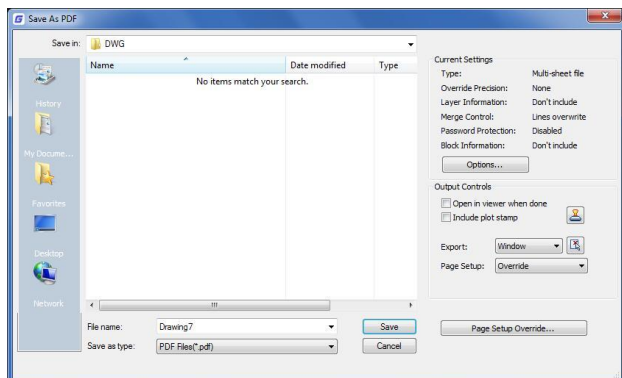 Save As PDF
Save in:
DWG
Name
Date modified
Type
No items match your search.
History
My Docume...
Favorites
Desktop
Network
File name:
Drawing7
Save
Save as type:
PDF Files(*.pdf)
Cancel
Current Settings
Type: Multi-sheet file
Override Precision: None
Layer Information: Don't include
Merge Control: Lines overwrite
Password Protection: Disabled
Block Information: Don't include
Options...
Output Controls
Open in viewer when done
Include plot stamp
Export: Window
Page Setup: Override
Page Setup Override...